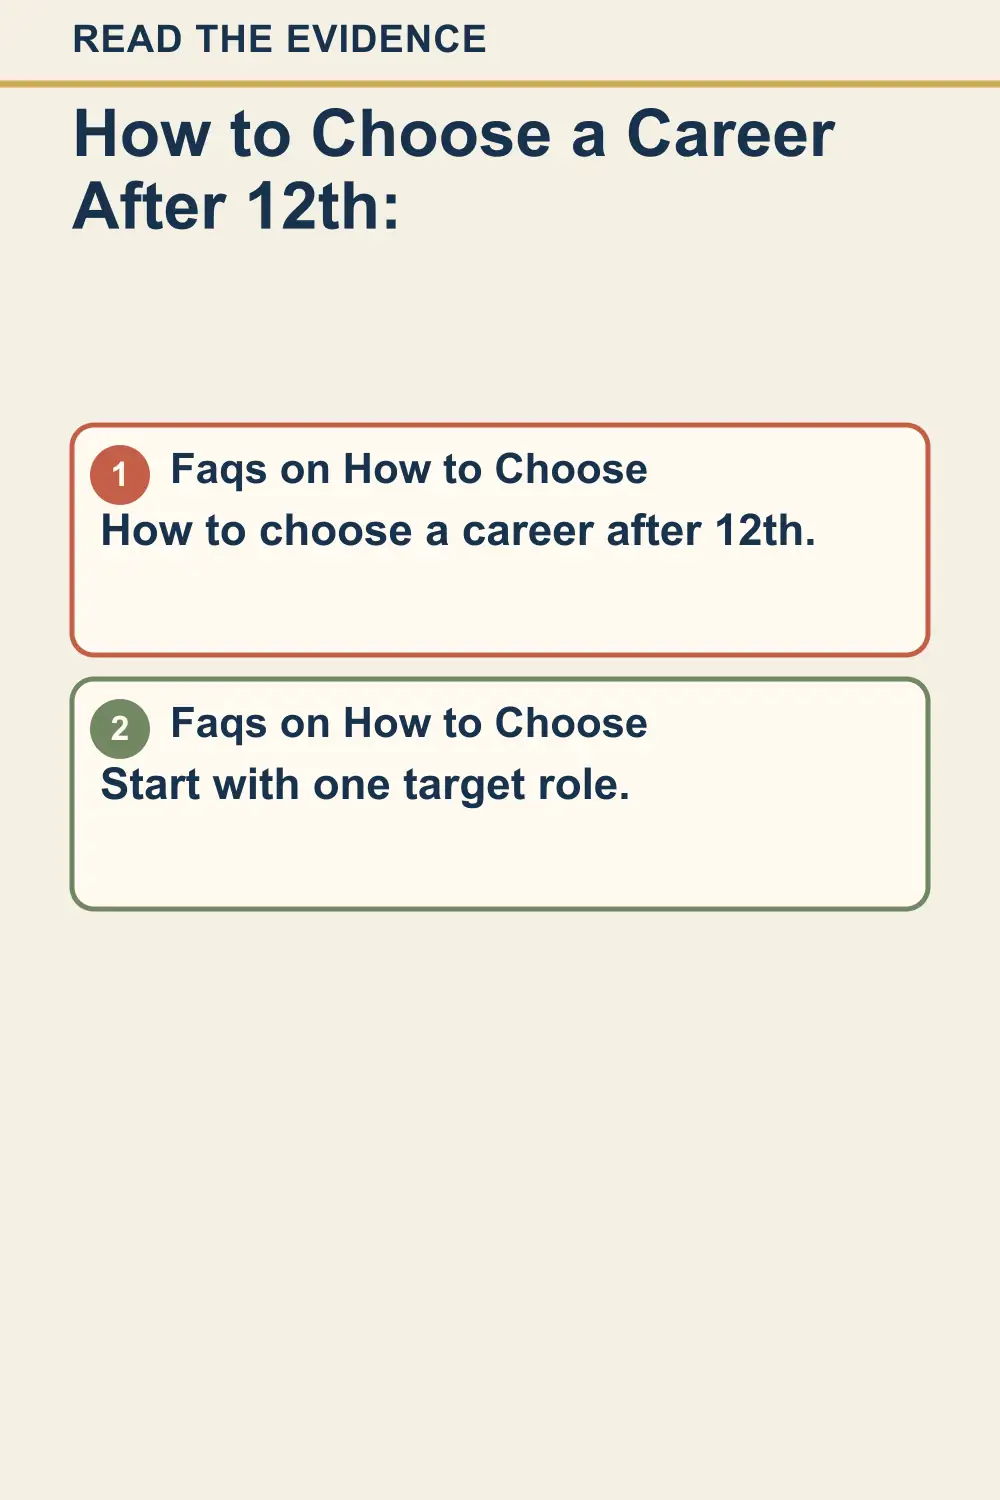 READ THE EVIDENCE
How to Choose a Career
After 12th:
1 Faqs on How to Choose
How to choose a career after 12th.
2 Faqs on How to Choose
Start with one target role.